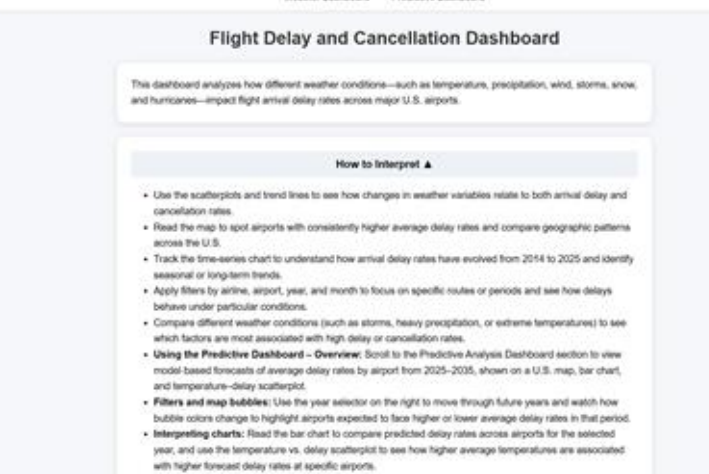 Flight Delay and Cancellation Dashboard
This dashboard analyzes how different weather conditions—such as temperature, precipitation, wind, storms, snow,
and hurricanes—impact flight arrival delay rates across major U.S. airports.
How to Interpret ▲
• Use the scatterplots and trend lines to see how changes in weather variables relate to both arrival delay and
cancellation rates.
• Read the map to spot airports with consistently higher average delay rates and compare geographic patterns
across the U.S.
• Track the time-series chart to understand how arrival delay rates have evolved from 2014 to 2025 and identify
seasonal or long-term trends.
• Apply filters by airline, airport, year, and month to focus on specific routes or periods and see how delays
behave under particular conditions.
• Compare different weather conditions (such as storms, heavy precipitation, or extreme temperatures) to see
which factors are most associated with high delay or cancellation rates.
• Using the Predictive Dashboard – Overview: Scroll to the Predictive Analysis Dashboard section to view
model-based forecasts of average delay rates by airport from 2025–2035, shown on a U.S. map, bar chart,
and temperature–delay scatterplot.
• Filters and map bubbles: Use the year selector on the right to move through future years and watch how
bubble colors change to highlight airports expected to face higher or lower average delay rates in that period.
• Interpreting charts: Read the bar chart to compare predicted delay rates across airports for the selected
year, and use the temperature vs. delay scatterplot to see how higher average temperatures are associated
with higher forecast delay rates at specific airports.